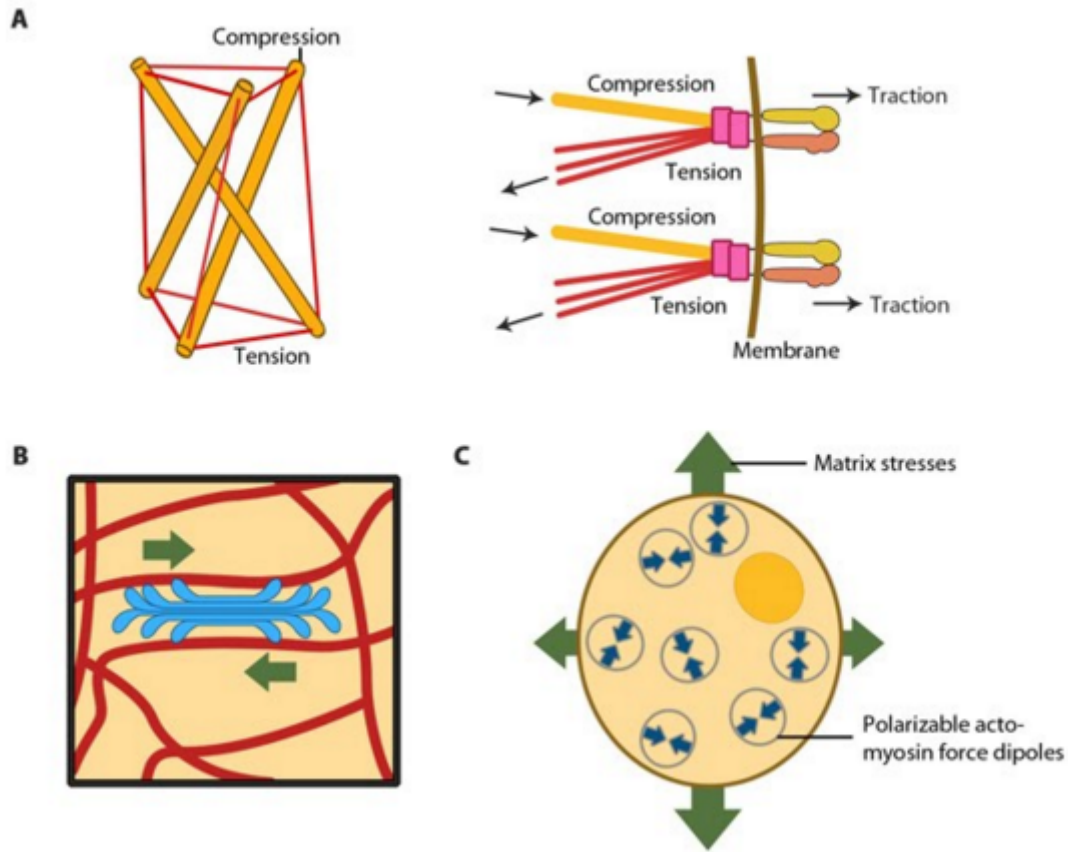 A
Compression
Tension
Compression
Traction
Tension
Compression
Tension
Traction
Membrane
B
C
Matrix stresses
Polarizable acto-
myosin force dipoles